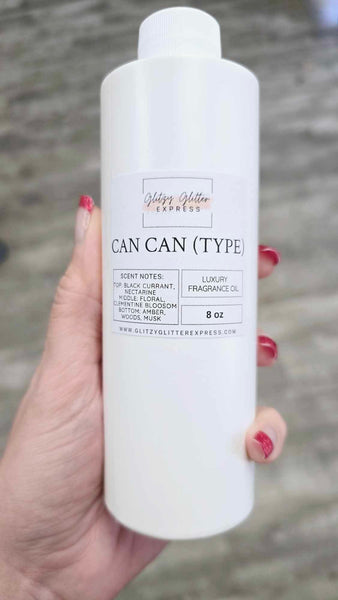 Glitzy Glitter
EXPRESS
CAN CAN (TYPE)
SCENT NOTES:
TOP: BLACK CURRANT,
NECTARINE
MIDDLE: FLORAL,
CLEMENTINE BLOOSOM
BOTTOM: AMBER,
WOODS, MUSK
LUXURY
FRAGRANCE OIL
8 oz
WWW.GLITZYGLITTEREXPRESS.COM